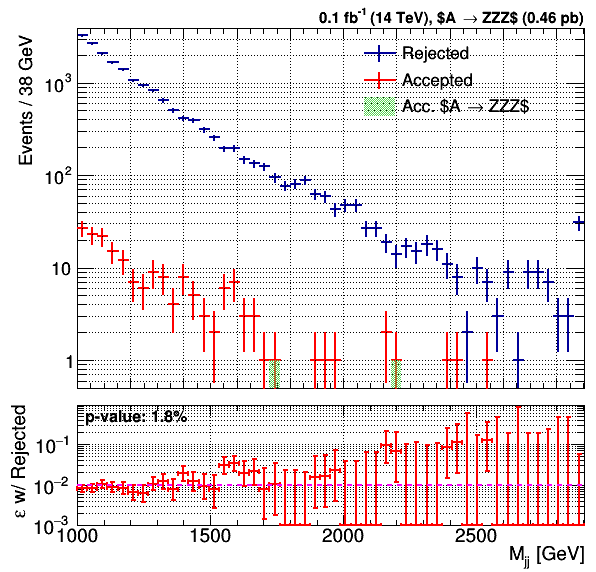 0.1 fb⁻¹ (14 TeV), $A → ZZZ$ (0.46 pb)
Events / 38 GeV
10³
10²
10
1
Rejected
Accepted
Acc. $A → ZZZ$
p-value: 1.8%
ε w/ Rejected
10⁻¹
10⁻²
10⁻³
1000 1500 2000 2500
M_jj [GeV]